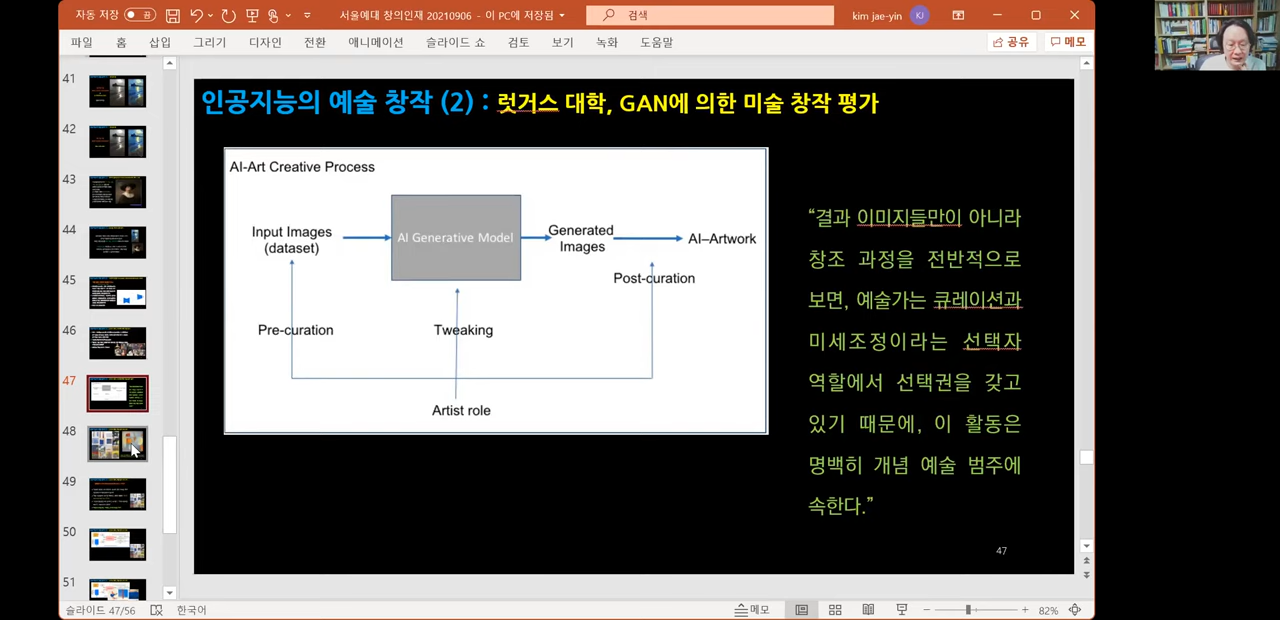 자동 저장 끔
서울예대 창의인재 20210906 - 이 PC에 저장됨
검색
kim jae-yin KJ
파일 홈 삽입 그리기 디자인 전환 애니메이션 슬라이드 쇼 검토 보기 녹화 도움말
공유 메모
41
42
43
44
45
46
47
48
49
50
51
인공지능의 예술 창작 (2) : 럿거스 대학, GAN에 의한 미술 창작 평가
AI-Art Creative Process
Input Images
(dataset)
AI Generative Model
Generated
Images
AI–Artwork
Post-curation
Pre-curation
Tweaking
Artist role
“결과 이미지들만이 아니라
창조 과정을 전반적으로
보면, 예술가는 큐레이션과
미세조정이라는 선택자
역할에서 선택권을 갖고
있기 때문에, 이 활동은
명백히 개념 예술 범주에
속한다.”
47
슬라이드 47/56 한국어
메모
82%